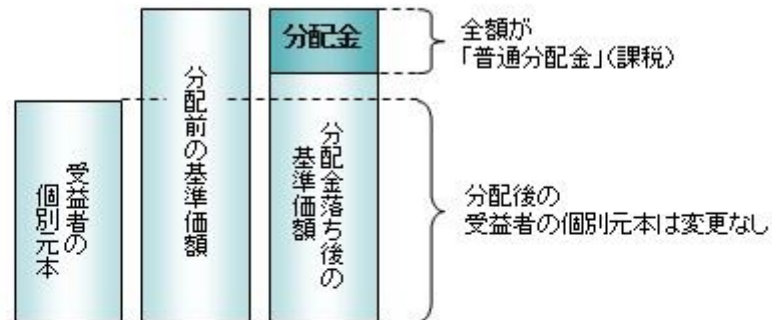 受益者の
個別元本
分配前の基準価額
分配金
分配金落ち後の
基準価額
全額が
「普通分配金」(課税)
分配後の
受益者の個別元本は変更なし